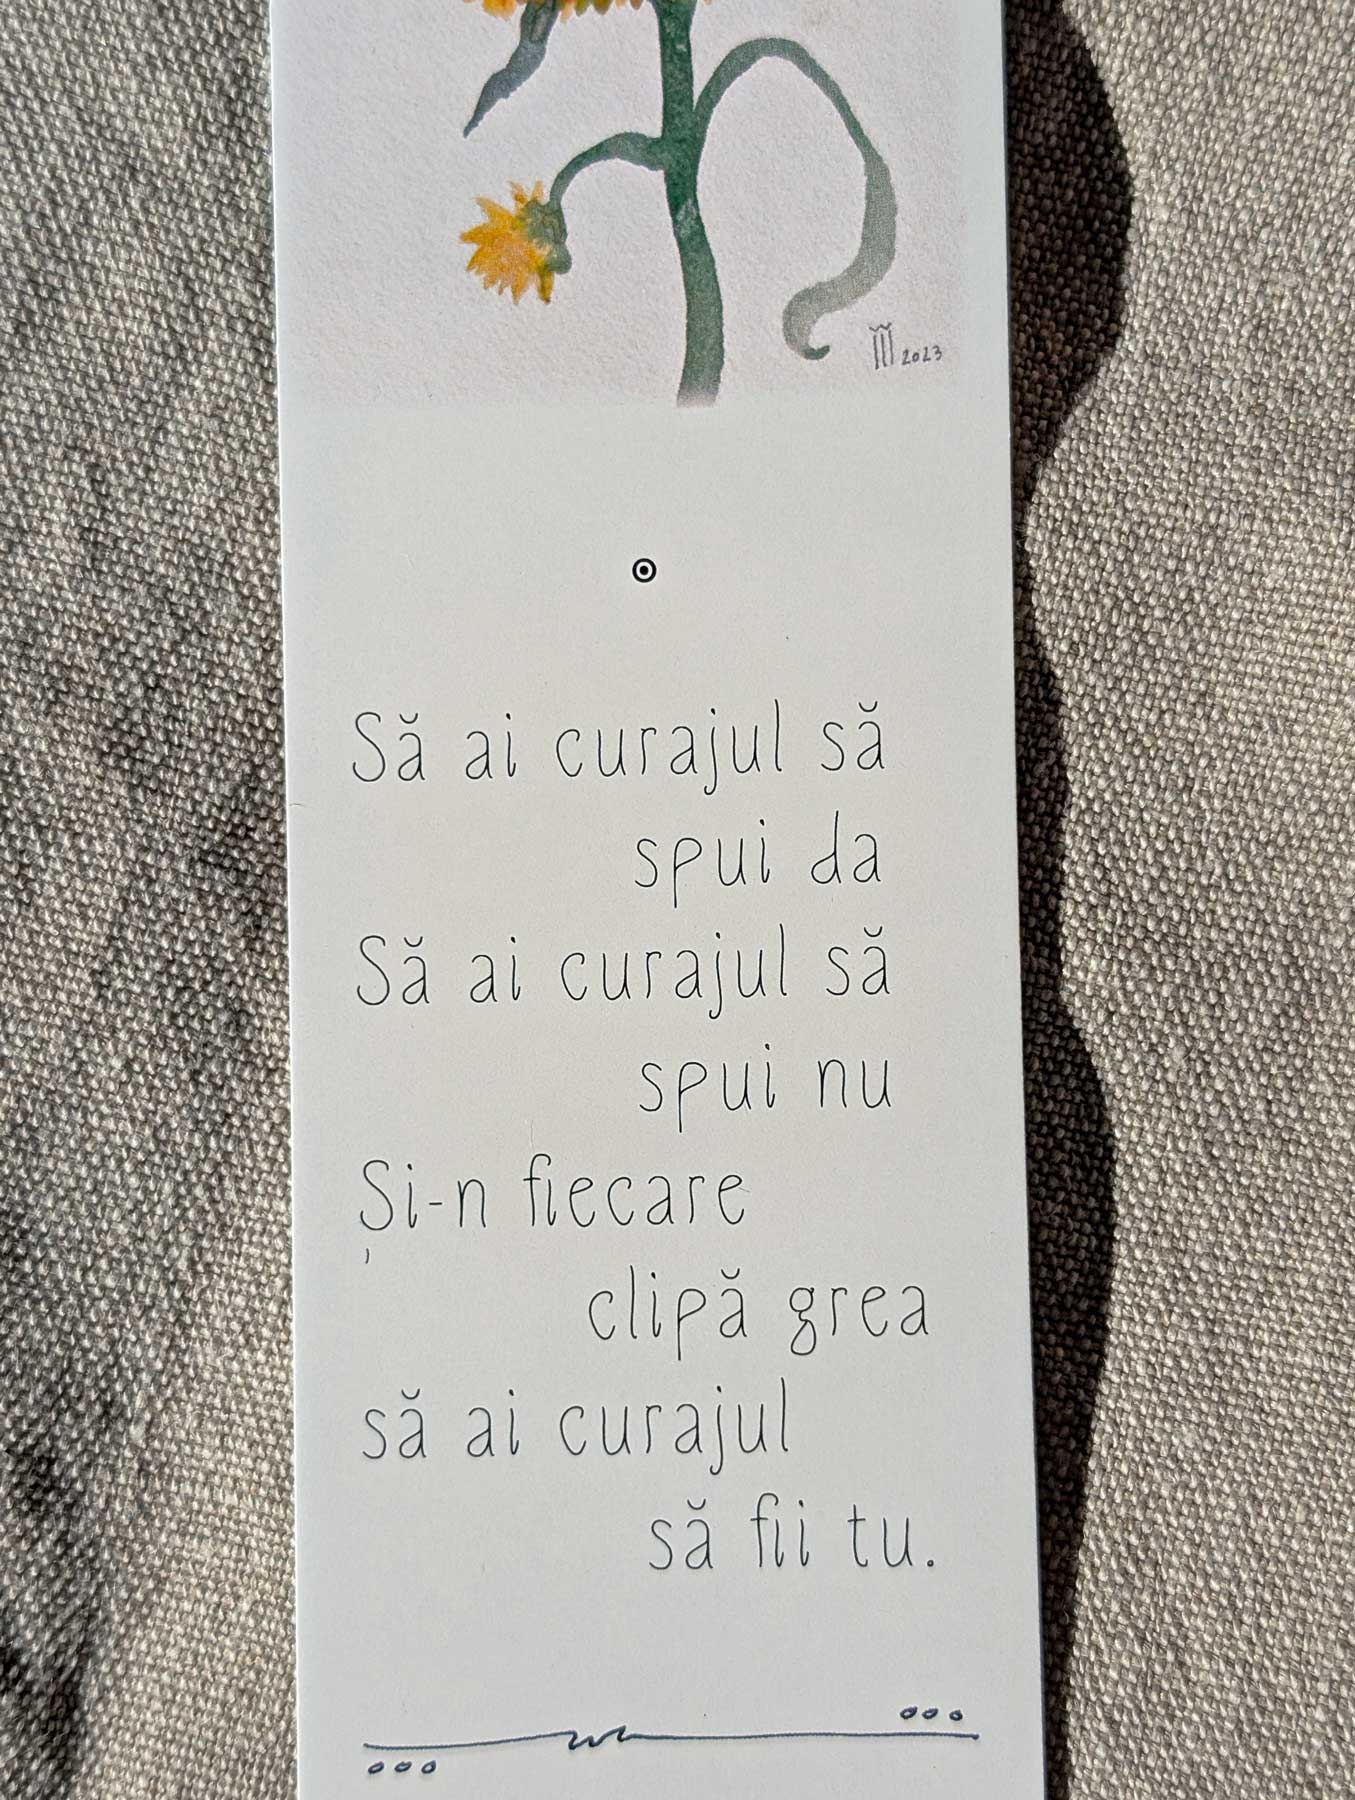 2023
Să ai curajul să
spui da
Să ai curajul să
spui nu
Și-n fiecare
clipă grea
să ai curajul
să fii tu.